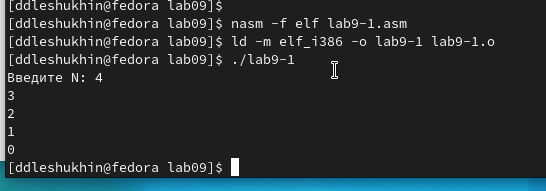 [ddleshukhin@fedora lab09]$
[ddleshukhin@fedora lab09]$ nasm -f elf lab9-1.asm
[ddleshukhin@fedora lab09]$ ld -m elf_i386 -o lab9-1 lab9-1.o
[ddleshukhin@fedora lab09]$ ./lab9-1
Введите N: 4
3
2
1
0
[ddleshukhin@fedora lab09]$